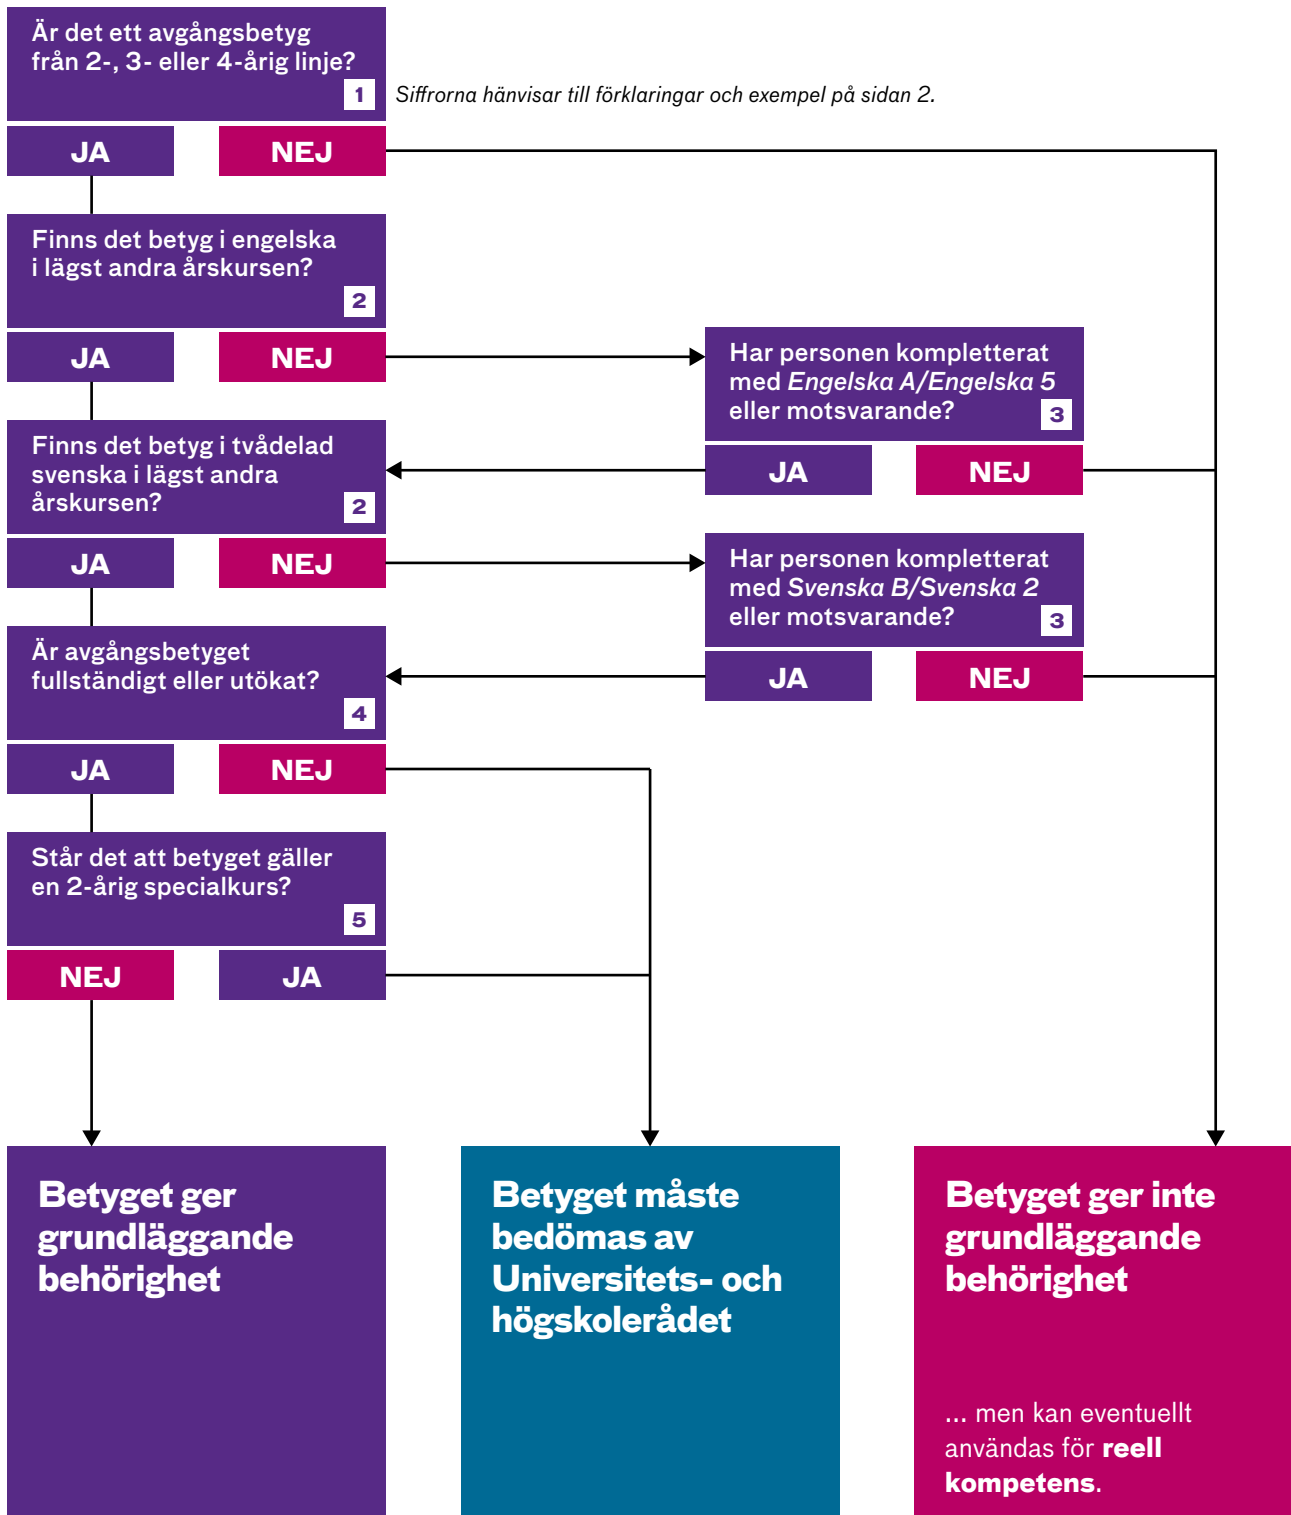 Är det ett avgångsbetyg
från 2-, 3- eller 4-årig linje?
1
Siffrorna hänvisar till förklaringar och exempel på sidan 2.
JA
NEJ
Finns det betyg i engelska
i lägst andra årskursen?
2
JA
NEJ
Har personen kompletterat
med Engelska A/Engelska 5
eller motsvarande?
3
JA
NEJ
Finns det betyg i tvådelad
svenska i lägst andra
årskursen?
2
JA
NEJ
Har personen kompletterat
med Svenska B/Svenska 2
eller motsvarande?
3
JA
NEJ
Är avgångsbetyget
fullständigt eller utökat?
4
JA
NEJ
Står det att betyget gäller
en 2-årig specialkurs?
5
NEJ
JA
Betyget ger
grundläggande
behörighet
Betyget måste
bedömas av
Universitets- och
högskolerådet
Betyget ger inte
grundläggande
behörighet
... men kan eventuellt
användas för reell
kompetens.